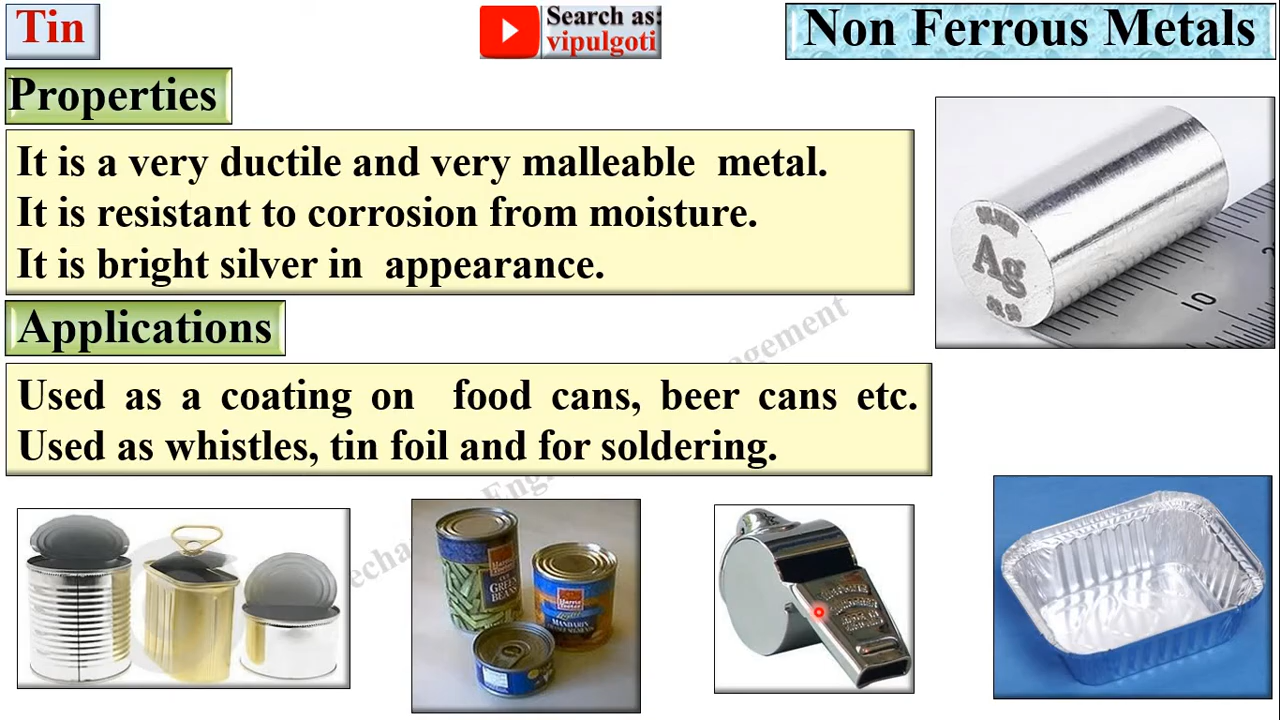 Tin
Search as:
vipulgoti
Non Ferrous Metals
Properties
It is a very ductile and very malleable metal.
It is resistant to corrosion from moisture.
It is bright silver in appearance.
Ag
10
Applications
Used as a coating on food cans, beer cans etc.
Used as whistles, tin foil and for soldering.
GREEN
BEANS
MANDARIN